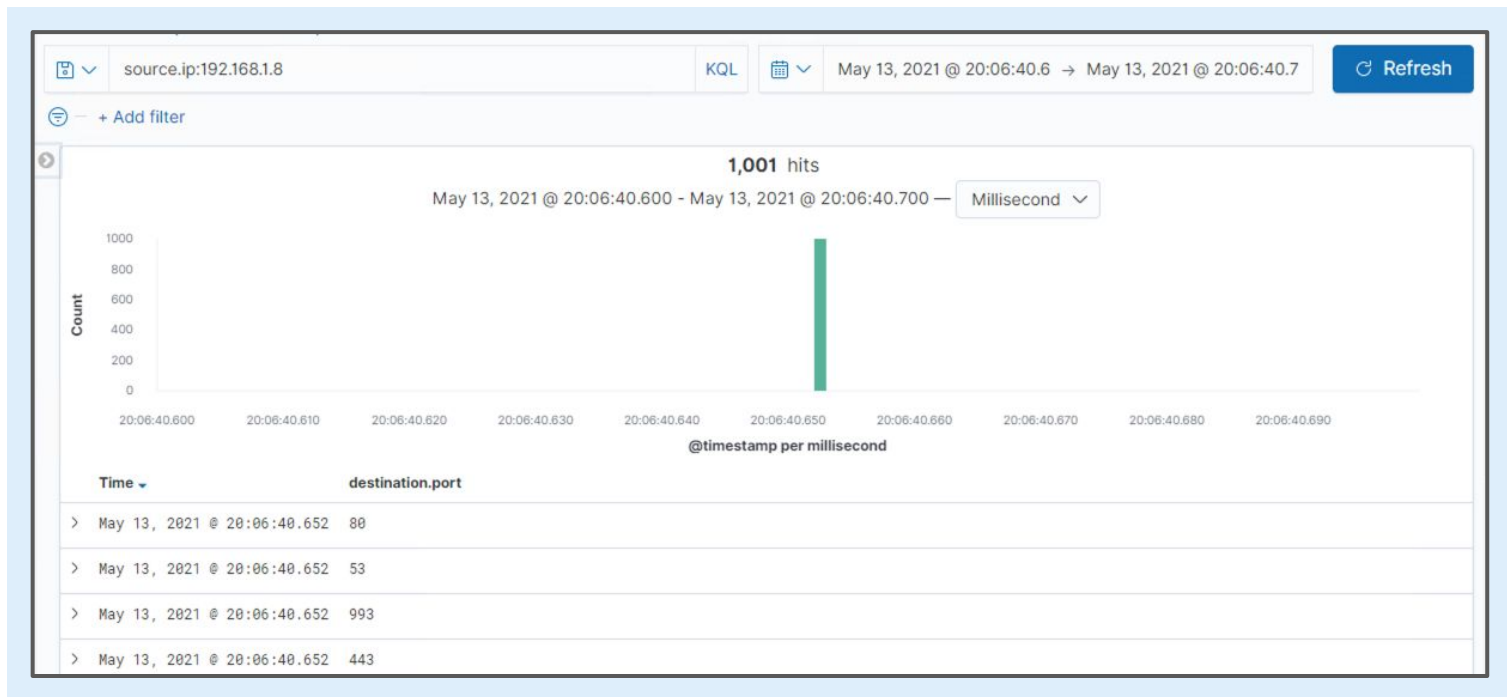 source.ip:192.168.1.8 KQL May 13, 2021 @ 20:06:40.6 → May 13, 2021 @ 20:06:40.7 Refresh
+ Add filter
1,001 hits
May 13, 2021 @ 20:06:40.600 - May 13, 2021 @ 20:06:40.700 — Millisecond
1000
800
600
400
200
0
Count
20:06:40.600 20:06:40.610 20:06:40.620 20:06:40.630 20:06:40.640 20:06:40.650 20:06:40.660 20:06:40.670 20:06:40.680 20:06:40.690
@timestamp per millisecond
Time destination.port
May 13, 2021 @ 20:06:40.652 80
May 13, 2021 @ 20:06:40.652 53
May 13, 2021 @ 20:06:40.652 993
May 13, 2021 @ 20:06:40.652 443